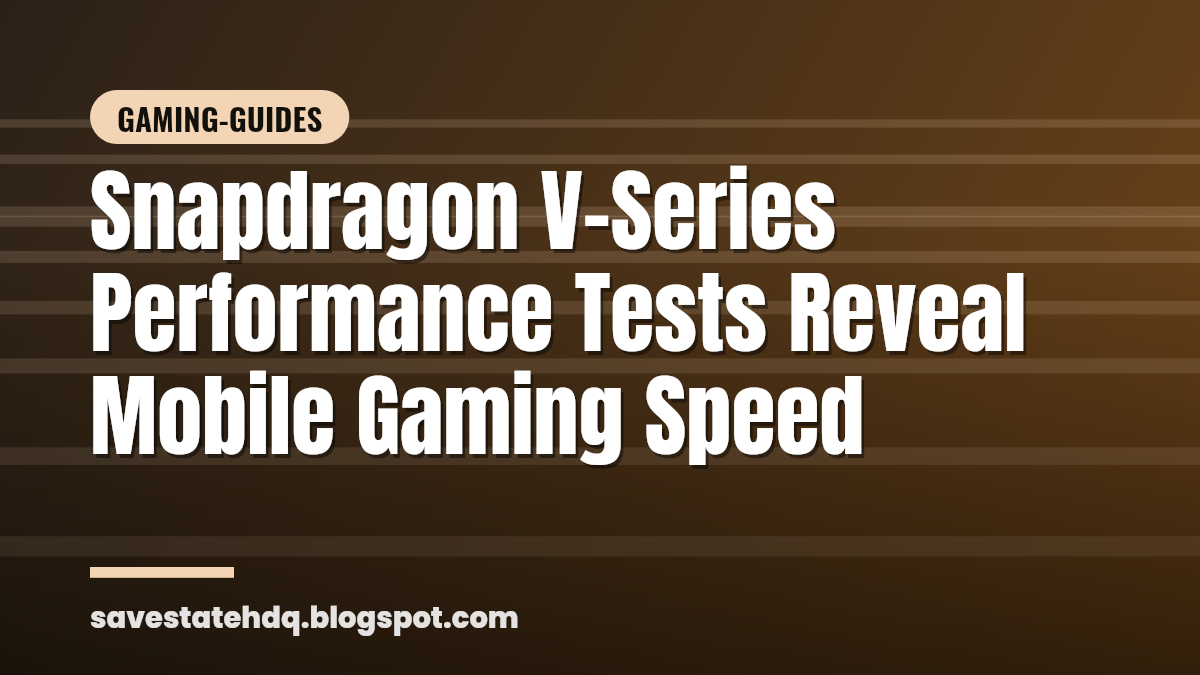 GAMING-GUIDES
Snapdragon V-Series
Performance Tests Reveal
Mobile Gaming Speed
savestatehdq.blogspot.com